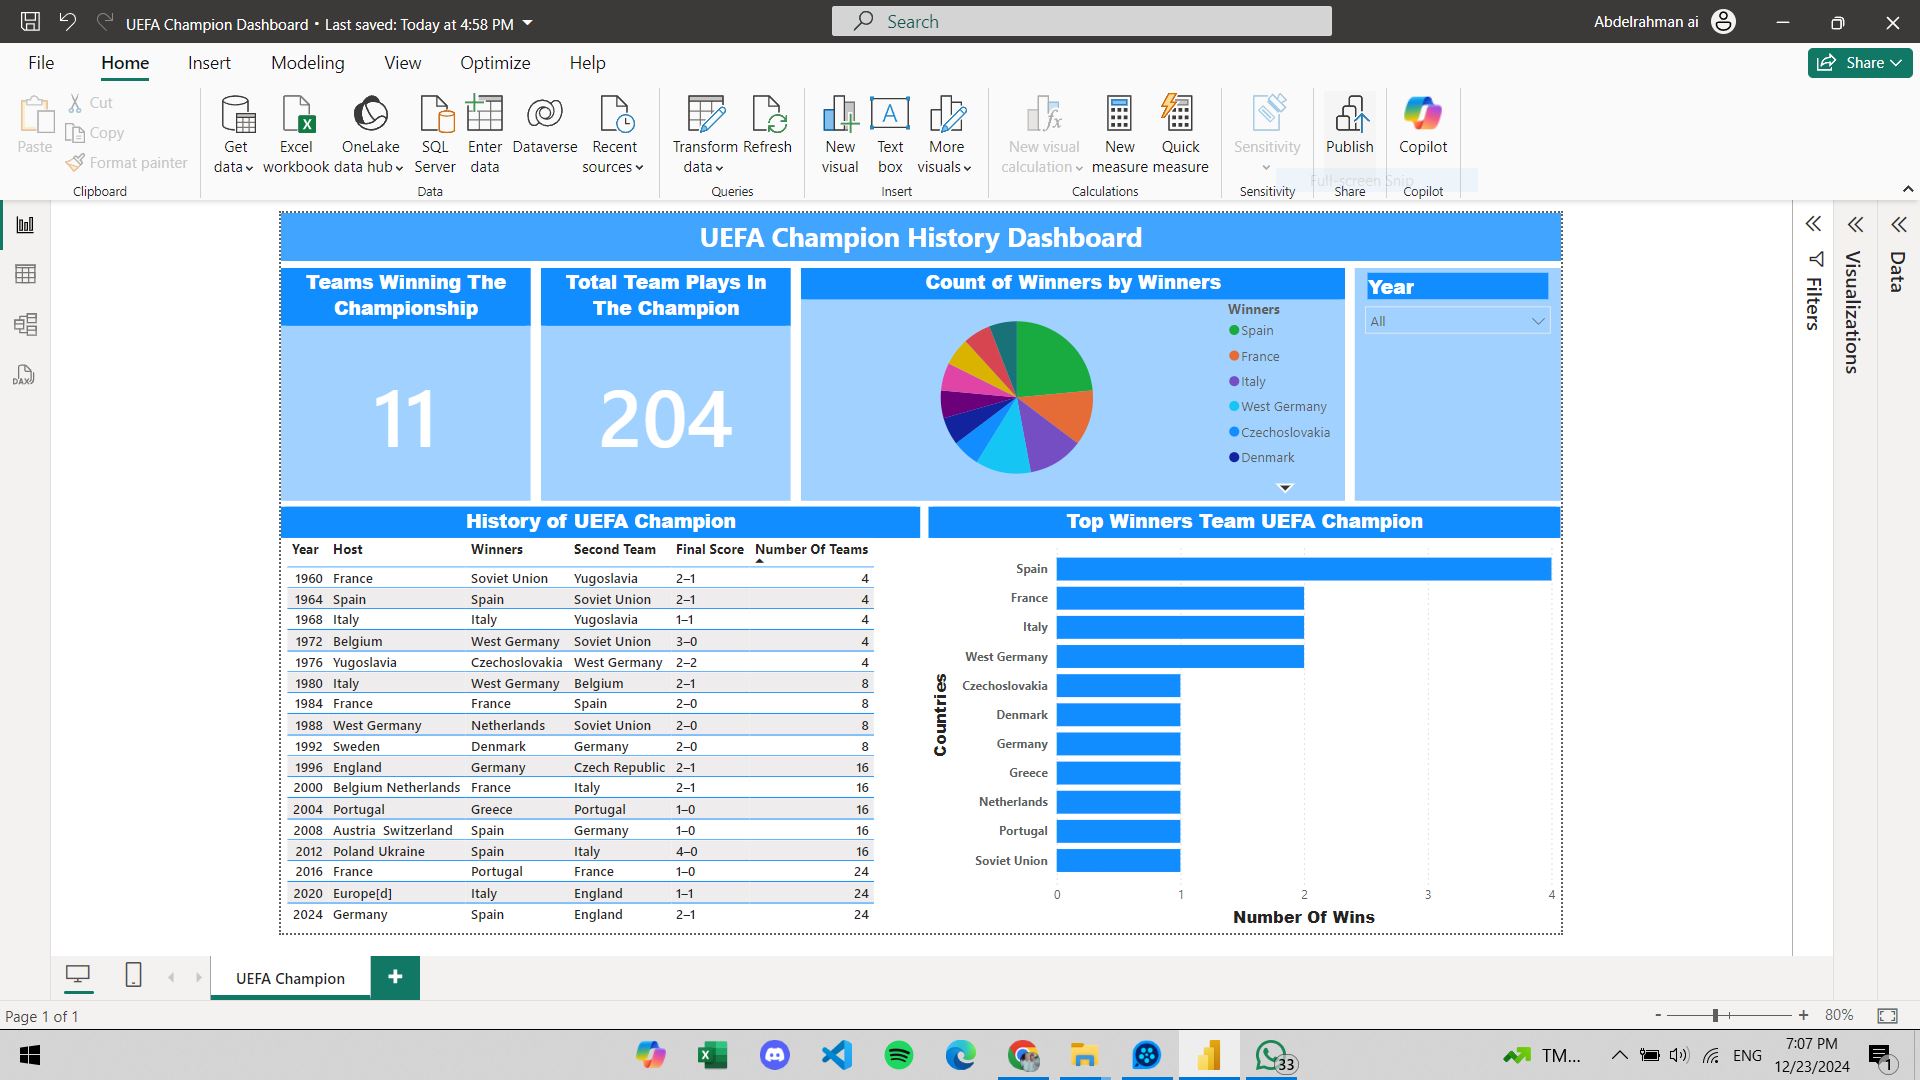 UEFA Champion Dashboard • Last saved: Today at 4:58 PM
Search
Abdelrahman ai
File Home Insert Modeling View Optimize Help
Share
Paste
Cut
Copy
Format painter
Clipboard
Get data
Excel workbook
OneLake data hub
SQL Server
Enter data
Dataverse
Recent sources
Data
Transform data
Refresh
Queries
New visual
Text box
More visuals
Insert
New visual calculation
New measure
Quick measure
Calculations
Sensitivity
Sensitivity
Publish
Full-screen Snip
Share
Copilot
Copilot
UEFA Champion History Dashboard
Teams Winning The
Championship
11
Total Team Plays In
The Champion
204
Count of Winners by Winners
Winners
Spain
France
Italy
West Germany
Czechoslovakia
Denmark
Year
All
Filters
Visualizations
Data
DAX
History of UEFA Champion
Year Host Winners Second Team Final Score Number Of Teams
1960 France Soviet Union Yugoslavia 2–1 4
1964 Spain Spain Soviet Union 2–1 4
1968 Italy Italy Yugoslavia 1–1 4
1972 Belgium West Germany Soviet Union 3–0 4
1976 Yugoslavia Czechoslovakia West Germany 2–2 4
1980 Italy West Germany Belgium 2–1 8
1984 France France Spain 2–0 8
1988 West Germany Netherlands Soviet Union 2–0 8
1992 Sweden Denmark Germany 2–0 8
1996 England Germany Czech Republic 2–1 16
2000 Belgium Netherlands France Italy 2–1 16
2004 Portugal Greece Portugal 1–0 16
2008 Austria Switzerland Spain Germany 1–0 16
2012 Poland Ukraine Spain Italy 4–0 16
2016 France Portugal France 1–0 24
2020 Europe[d] Italy England 1–1 24
2024 Germany Spain England 2–1 24
Top Winners Team UEFA Champion
Countries
Spain
France
Italy
West Germany
Czechoslovakia
Denmark
Germany
Greece
Netherlands
Portugal
Soviet Union
0 1 2 3 4
Number Of Wins
UEFA Champion
+
Page 1 of 1
- + 80%
33
TM...
ENG
7:07 PM
12/23/2024
1